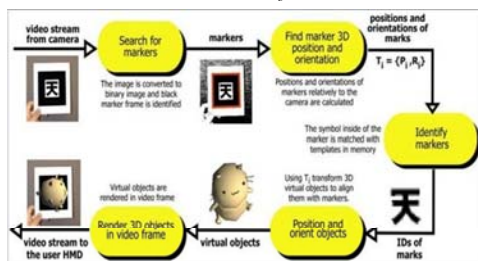 video stream
from camera
Search for
markers
markers
Find marker 3D
position and
orientation
positions and
orientations of
marks
T_i = {P_i ,R_i}
The image is converted to
binary image and black
marker frame is identified
Positions and orientations of
markers relatively to the
camera are calculated
The symbol inside of the
marker is matched with
templates in memory
Identify
markers
天
天
天
IDs of
marks
Using T_i transform 3D
virtual objects to align
them with markers.
Position and
orient objects
virtual objects
Virtual objects are
rendered in video frame
Render 3D objects
in video frame
video stream to
the user HMD